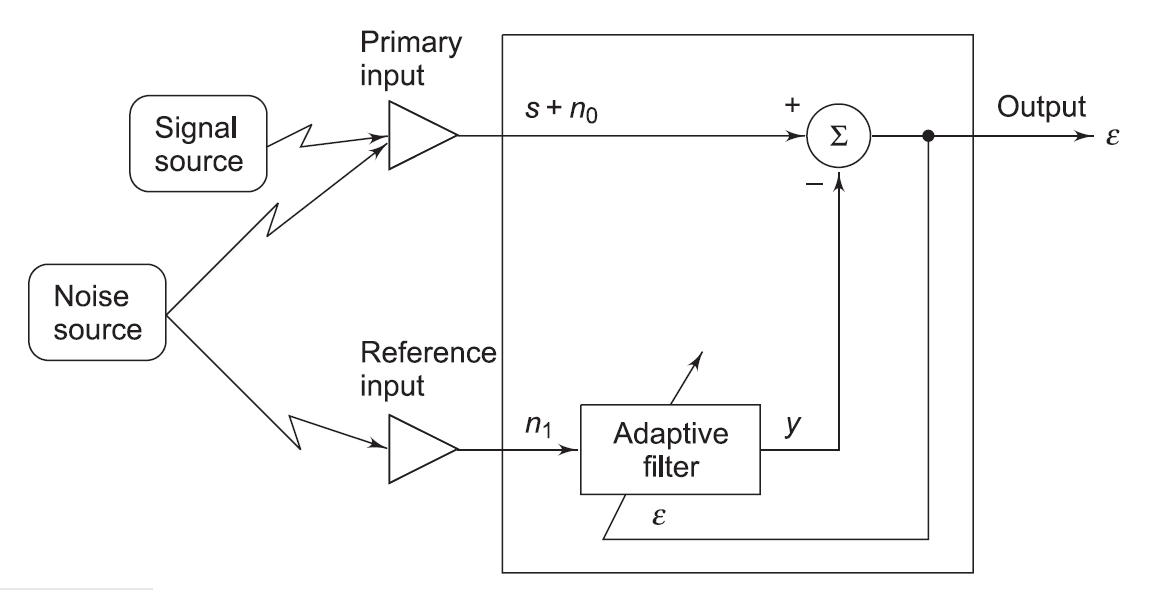 Primary
input
Signal
source
s + n0
+
Σ
−
Output
ε
Noise
source
Reference
input
n1
Adaptive
filter
y
ε